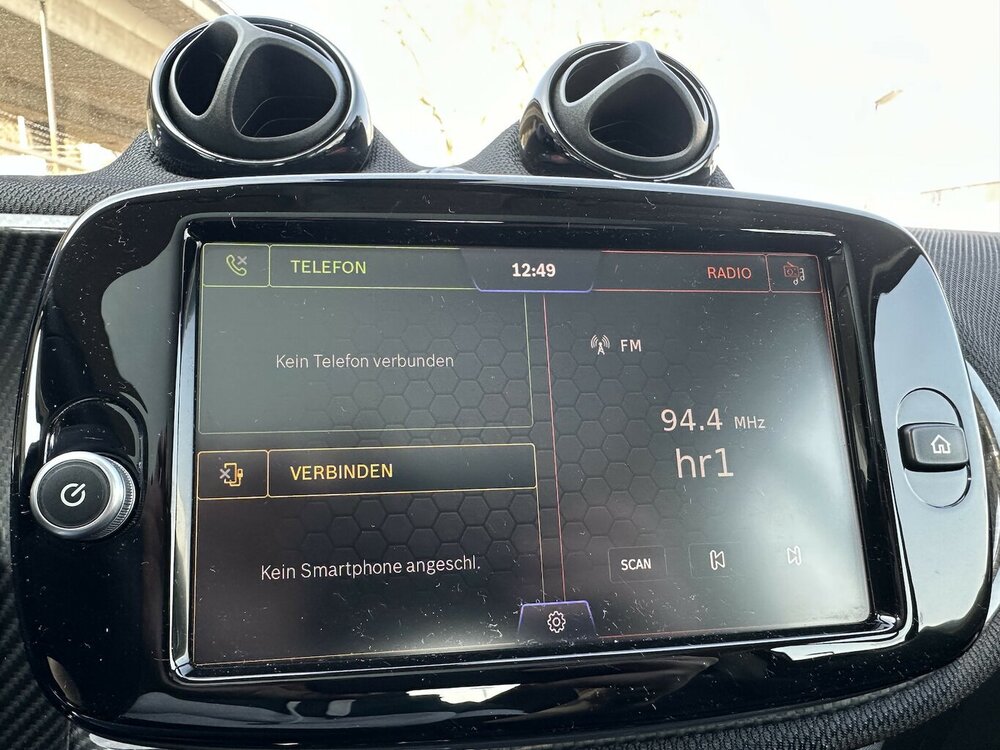 TELEFON
12:49
RADIO
Kein Telefon verbunden
FM
94.4 MHz
hr1
VERBINDEN
Kein Smartphone angeschl.
SCAN